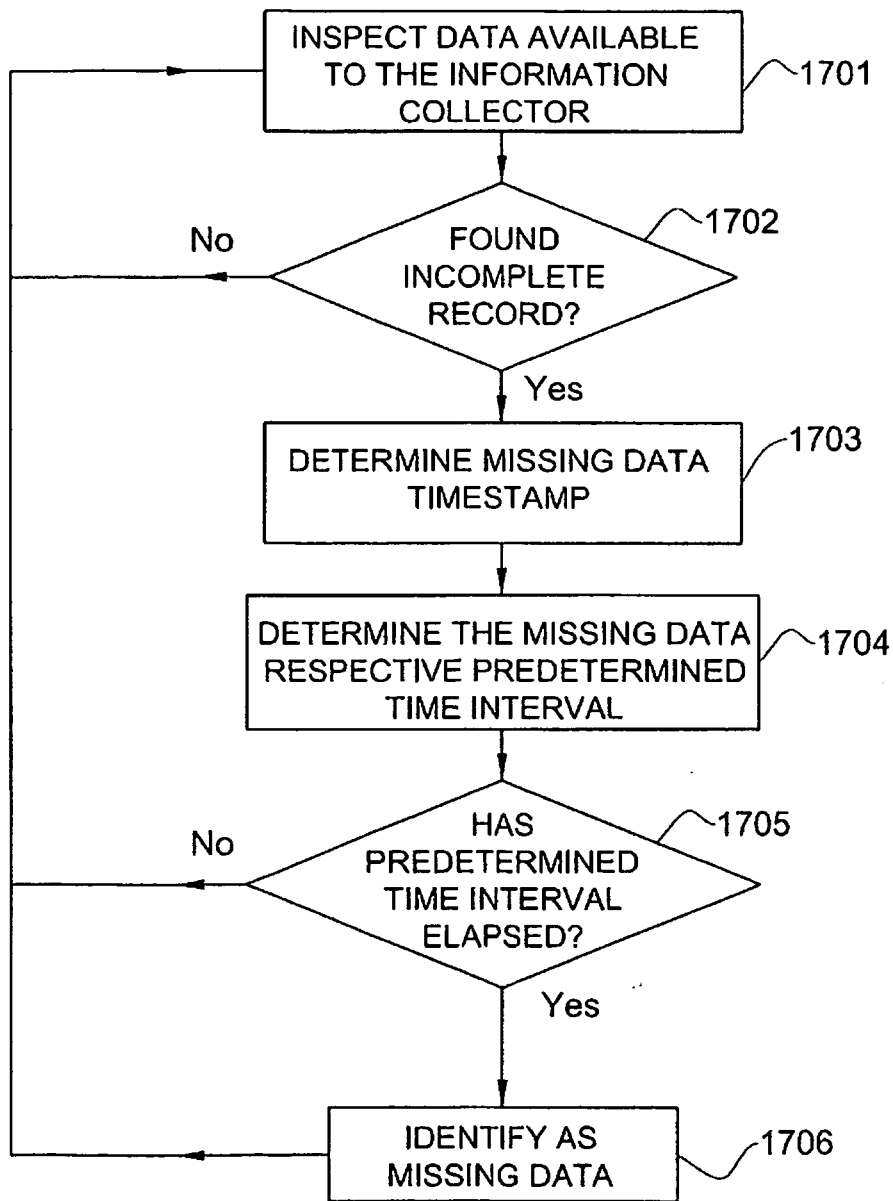 INSPECT DATA AVAILABLE
TO THE INFORMATION
COLLECTOR
1701
1702
No
FOUND
INCOMPLETE
RECORD?
Yes
1703
DETERMINE MISSING DATA
TIMESTAMP
DETERMINE THE MISSING DATA
RESPECTIVE PREDETERMINED
TIME INTERVAL
1704
1705
No
HAS
PREDETERMINED
TIME INTERVAL
ELAPSED?
Yes
IDENTIFY AS
MISSING DATA
1706